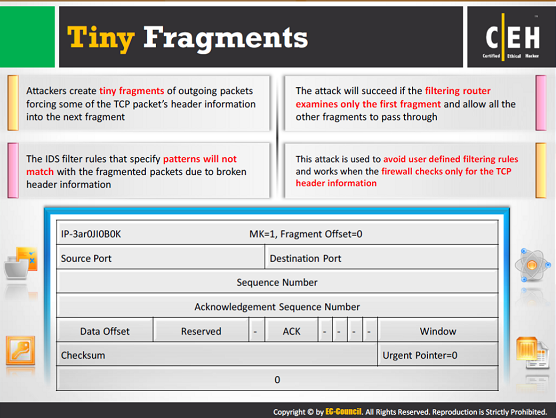 Tiny Fragments
C|EH
Certified Ethical Hacker
Attackers create tiny fragments of outgoing packets
forcing some of the TCP packet's header information
into the next fragment
The attack will succeed if the filtering router
examines only the first fragment and allow all the
other fragments to pass through
The IDS filter rules that specify patterns will not
match with the fragmented packets due to broken
header information
This attack is used to avoid user defined filtering rules
and works when the firewall checks only for the TCP
header information
IP-3ar0JI0B0K MK=1, Fragment Offset=0
Source Port Destination Port
Sequence Number
Acknowledgement Sequence Number
Data Offset Reserved - ACK - - - - Window
Checksum Urgent Pointer=0
0
Copyright © by EG-Council. All Rights Reserved. Reproduction is Strictly Prohibited.